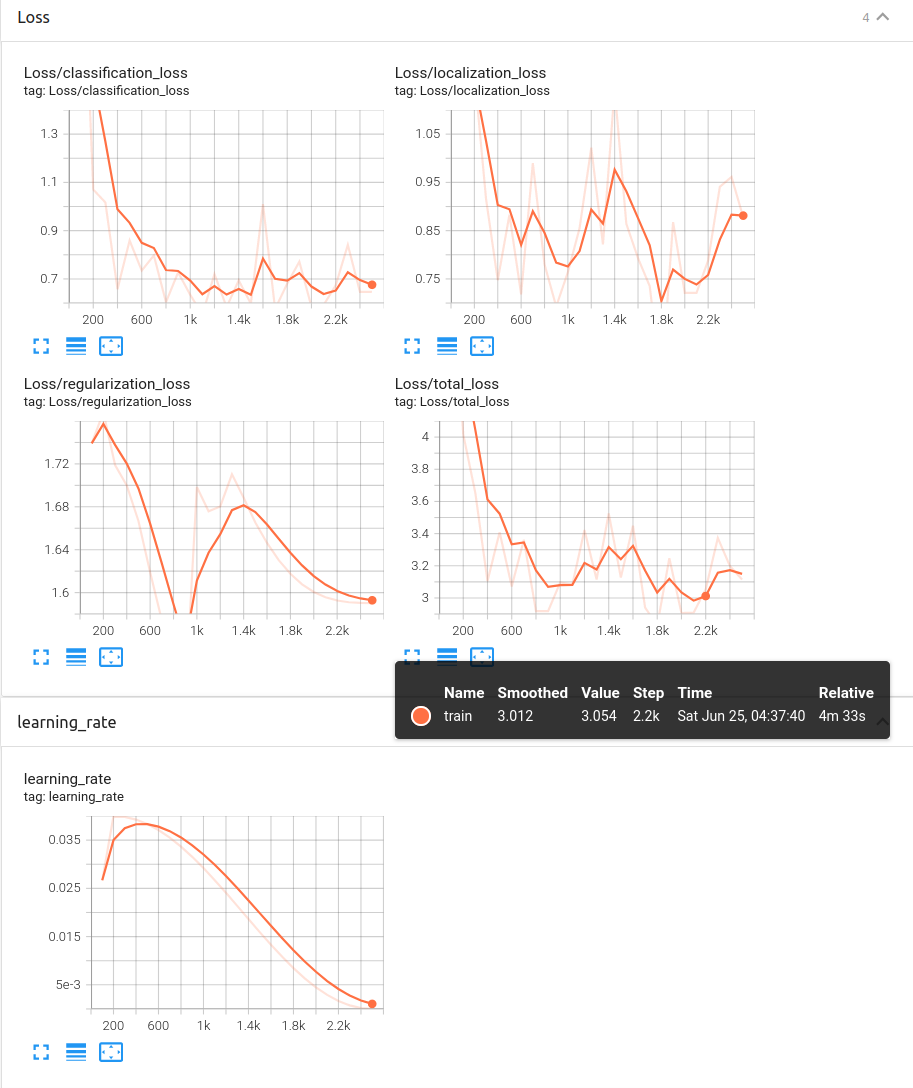 Loss 4
Loss/classification_loss
tag: Loss/classification_loss
1.3
1.1
0.9
0.7
200 600 1k 1.4k 1.8k 2.2k
Loss/localization_loss
tag: Loss/localization_loss
1.05
0.95
0.85
0.75
200 600 1k 1.4k 1.8k 2.2k
Loss/regularization_loss
tag: Loss/regularization_loss
1.72
1.68
1.64
1.6
200 600 1k 1.4k 1.8k 2.2k
Loss/total_loss
tag: Loss/total_loss
4
3.8
3.6
3.4
3.2
3
200 600 1k 1.4k 1.8k 2.2k
Name Smoothed Value Step Time Relative
train 3.012 3.054 2.2k Sat Jun 25, 04:37:40 4m 33s
learning_rate
learning_rate
tag: learning_rate
0.035
0.025
0.015
5e-3
200 600 1k 1.4k 1.8k 2.2k